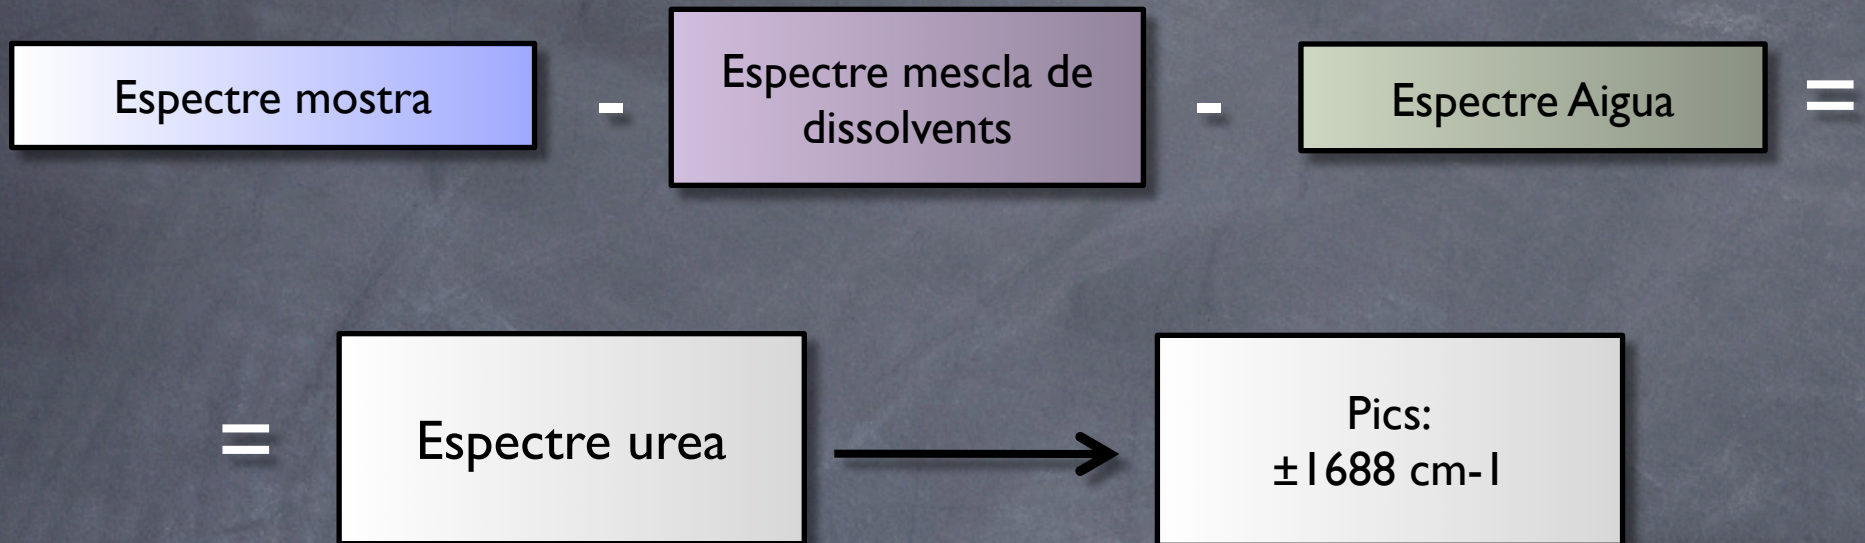 Espectre mostra
-
Espectre mescla de
dissolvents
-
Espectre Aigua
=
=
Espectre urea
Pics:
±1688 cm-1